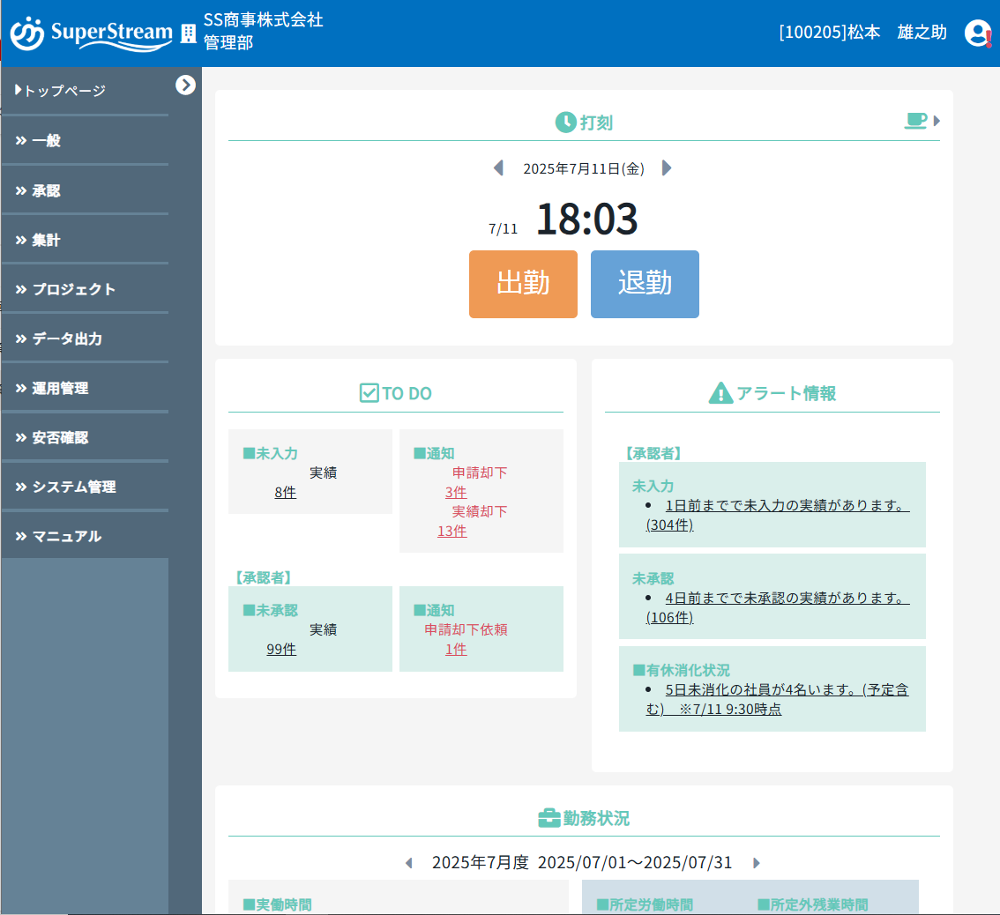 SuperStream
SS商事株式会社
管理部
[100205]松本　雄之助
トップページ
一般
承認
集計
プロジェクト
データ出力
運用管理
安否確認
システム管理
マニュアル
打刻
2025年7月11日(金)
7/11 18:03
出勤 退勤
TO DO
■未入力
実績
8件
■通知
申請却下
3件
実績却下
13件
【承認者】
■未承認
実績
99件
■通知
申請却下依頼
1件
アラート情報
【承認者】
未入力
• 1日前までで未入力の実績があります。
(304件)
未承認
• 4日前までで未承認の実績があります。
(106件)
■有休消化状況
• 5日未消化の社員が4名います。(予定含
む)　※7/11 9:30時点
勤務状況
2025年7月度 2025/07/01～2025/07/31
■実働時間
■所定労働時間 ■所定外残業時間